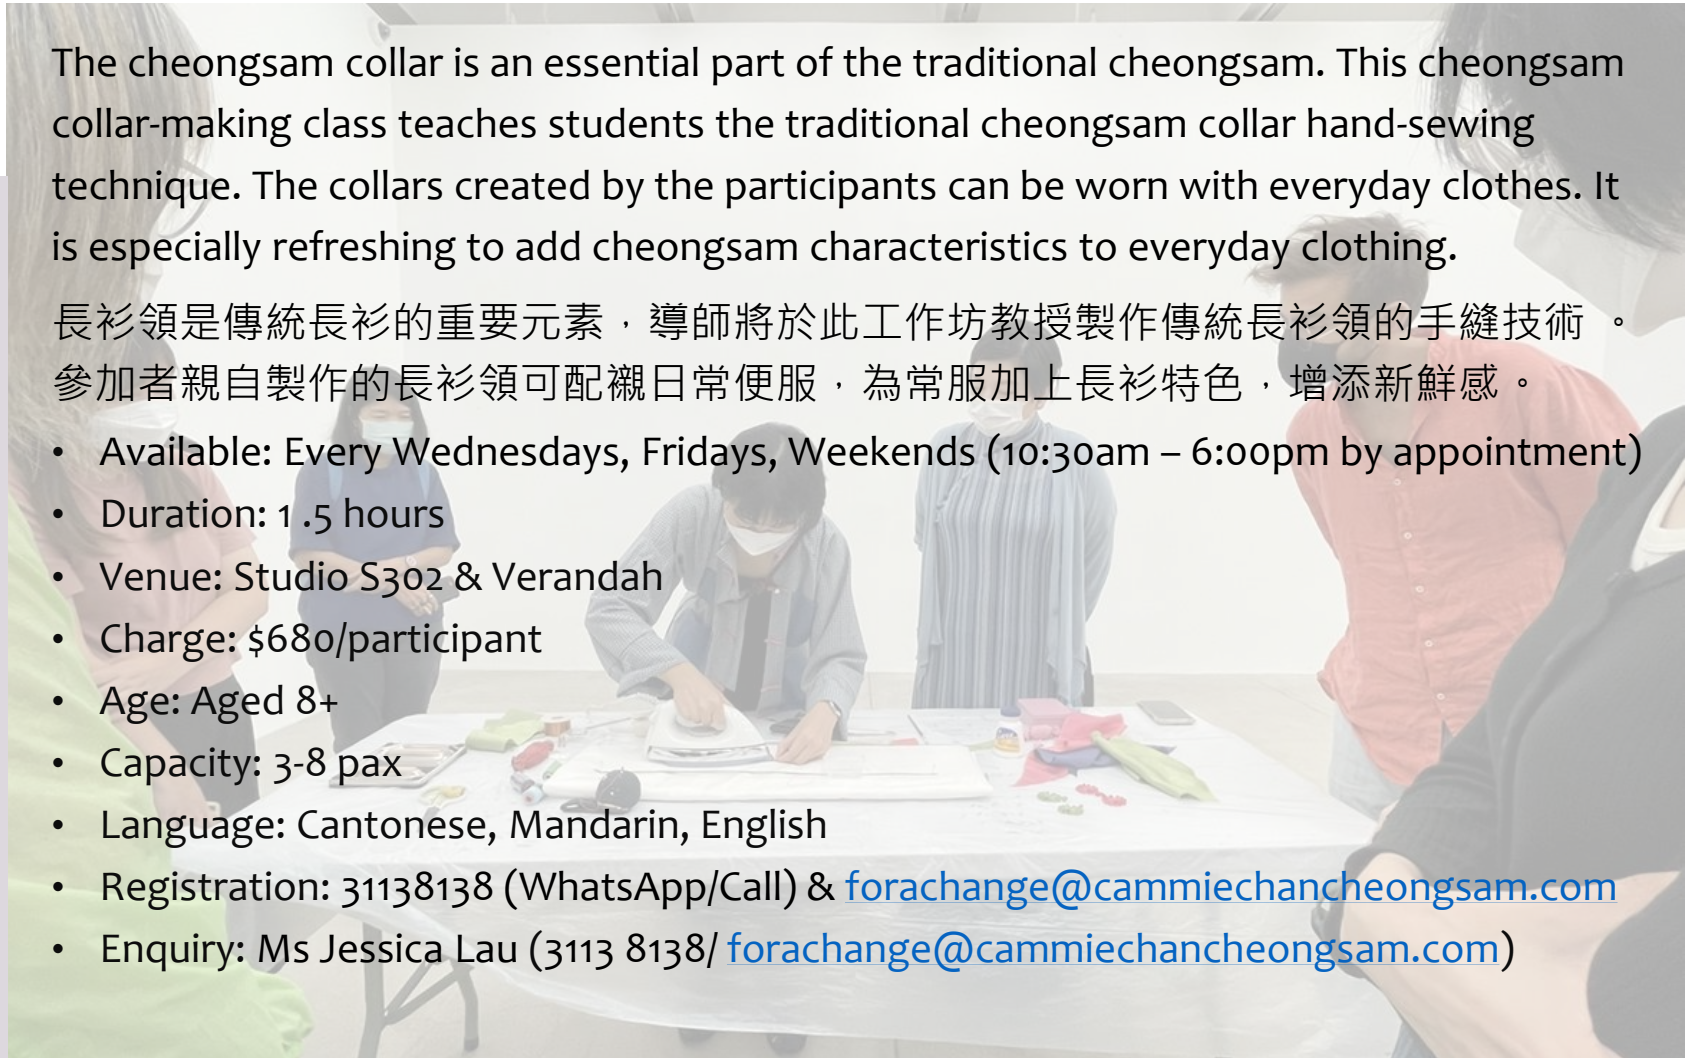 The cheongsam collar is an essential part of the traditional cheongsam. This cheongsam
collar-making class teaches students the traditional cheongsam collar hand-sewing
technique. The collars created by the participants can be worn with everyday clothes. It
is especially refreshing to add cheongsam characteristics to everyday clothing.
長衫領是傳統長衫的重要元素，導師將於此工作坊教授製作傳統長衫領的手縫技術 。
參加者親自製作的長衫領可配襯日常便服，為常服加上長衫特色，增添新鮮感。
• Available: Every Wednesdays, Fridays, Weekends (10:30am – 6:00pm by appointment)
• Duration: 1 .5 hours
• Venue: Studio S302 & Verandah
• Charge: $680/participant
• Age: Aged 8+
• Capacity: 3-8 pax
• Language: Cantonese, Mandarin, English
• Registration: 31138138 (WhatsApp/Call) & forachange@cammiechancheongsam.com
• Enquiry: Ms Jessica Lau (3113 8138/ forachange@cammiechancheongsam.com)